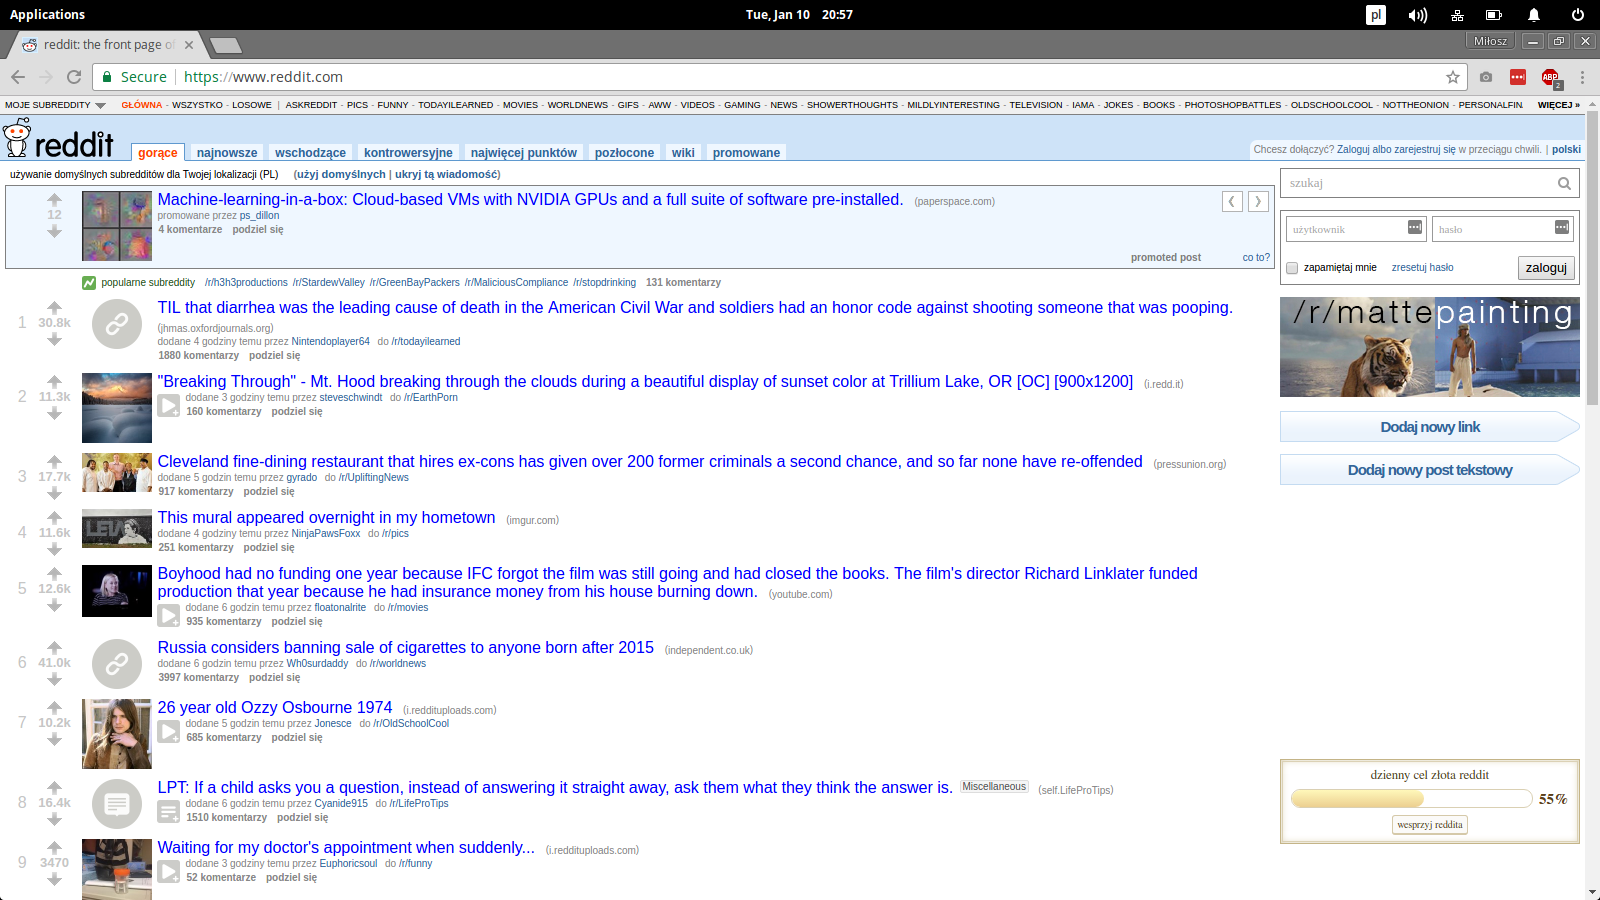 Applications
Tue, Jan 10 20:57
pl
reddit: the front page of
Miłosz
Secure
https://www.reddit.com
ABP
2
MOJE SUBREDDITY
GŁÓWNA - WSZYSTKO - LOSOWE | ASKREDDIT - PICS - FUNNY - TODAYILEARNED - MOVIES - WORLDNEWS - GIFS - AWW - VIDEOS - GAMING - NEWS - SHOWERTHOUGHTS - MILDLYINTERESTING - TELEVISION - IAMA - JOKES - BOOKS - PHOTOSHOPBATTLES - OLDSCHOOLCOOL - NOTTHEONION - PERSONALFIN
WIĘCEJ »
reddit
gorące najnowsze wschodzące kontrowersyjne najwięcej punktów pozłocone wiki promowane
Chcesz dołączyć? Zaloguj albo zarejestruj się w przeciągu chwili. | polski
używanie domyślnych subredditów dla Twojej lokalizacji (PL) (użyj domyślnych | ukryj tą wiadomość)
12
Machine-learning-in-a-box: Cloud-based VMs with NVIDIA GPUs and a full suite of software pre-installed. (paperspace.com)
promowane przez ps_dillon
4 komentarze podziel się
promoted post
co to?
popularne subreddity /r/h3h3productions /r/StardewValley /r/GreenBayPackers /r/MaliciousCompliance /r/stopdrinking 131 komentarzy
1
30.8k
TIL that diarrhea was the leading cause of death in the American Civil War and soldiers had an honor code against shooting someone that was pooping.
(jhmas.oxfordjournals.org)
dodane 4 godziny temu przez Nintendoplayer64 do /r/todayilearned
1880 komentarzy podziel się
2
11.3k
"Breaking Through" - Mt. Hood breaking through the clouds during a beautiful display of sunset color at Trillium Lake, OR [OC] [900x1200] (i.redd.it)
dodane 3 godziny temu przez steveschwindt do /r/EarthPorn
160 komentarzy podziel się
3
17.7k
Cleveland fine-dining restaurant that hires ex-cons has given over 200 former criminals a second chance, and so far none have re-offended (pressunion.org)
dodane 5 godzin temu przez gyrado do /r/UpliftingNews
917 komentarzy podziel się
4
11.6k
This mural appeared overnight in my hometown (imgur.com)
dodane 4 godziny temu przez NinjaPawsFoxx do /r/pics
251 komentarzy podziel się
5
12.6k
Boyhood had no funding one year because IFC forgot the film was still going and had closed the books. The film's director Richard Linklater funded
production that year because he had insurance money from his house burning down. (youtube.com)
dodane 6 godzin temu przez floatonalrite do /r/movies
935 komentarzy podziel się
6
41.0k
Russia considers banning sale of cigarettes to anyone born after 2015 (independent.co.uk)
dodane 6 godzin temu przez Wh0surdaddy do /r/worldnews
3997 komentarzy podziel się
7
10.2k
26 year old Ozzy Osbourne 1974 (i.reddituploads.com)
dodane 5 godzin temu przez Jonesce do /r/OldSchoolCool
685 komentarzy podziel się
8
16.4k
LPT: If a child asks you a question, instead of answering it straight away, ask them what they think the answer is. Miscellaneous (self.LifeProTips)
dodane 6 godzin temu przez Cyanide915 do /r/LifeProTips
1510 komentarzy podziel się
9
3470
Waiting for my doctor's appointment when suddenly... (i.reddituploads.com)
dodane 3 godziny temu przez Euphoricsoul do /r/funny
52 komentarze podziel się
szukaj
użytkownik
hasło
zapamiętaj mnie
zresetuj hasło
zaloguj
/r/mattepainting
Dodaj nowy link
Dodaj nowy post tekstowy
dzienny cel złota reddit
55%
wesprzyj reddita